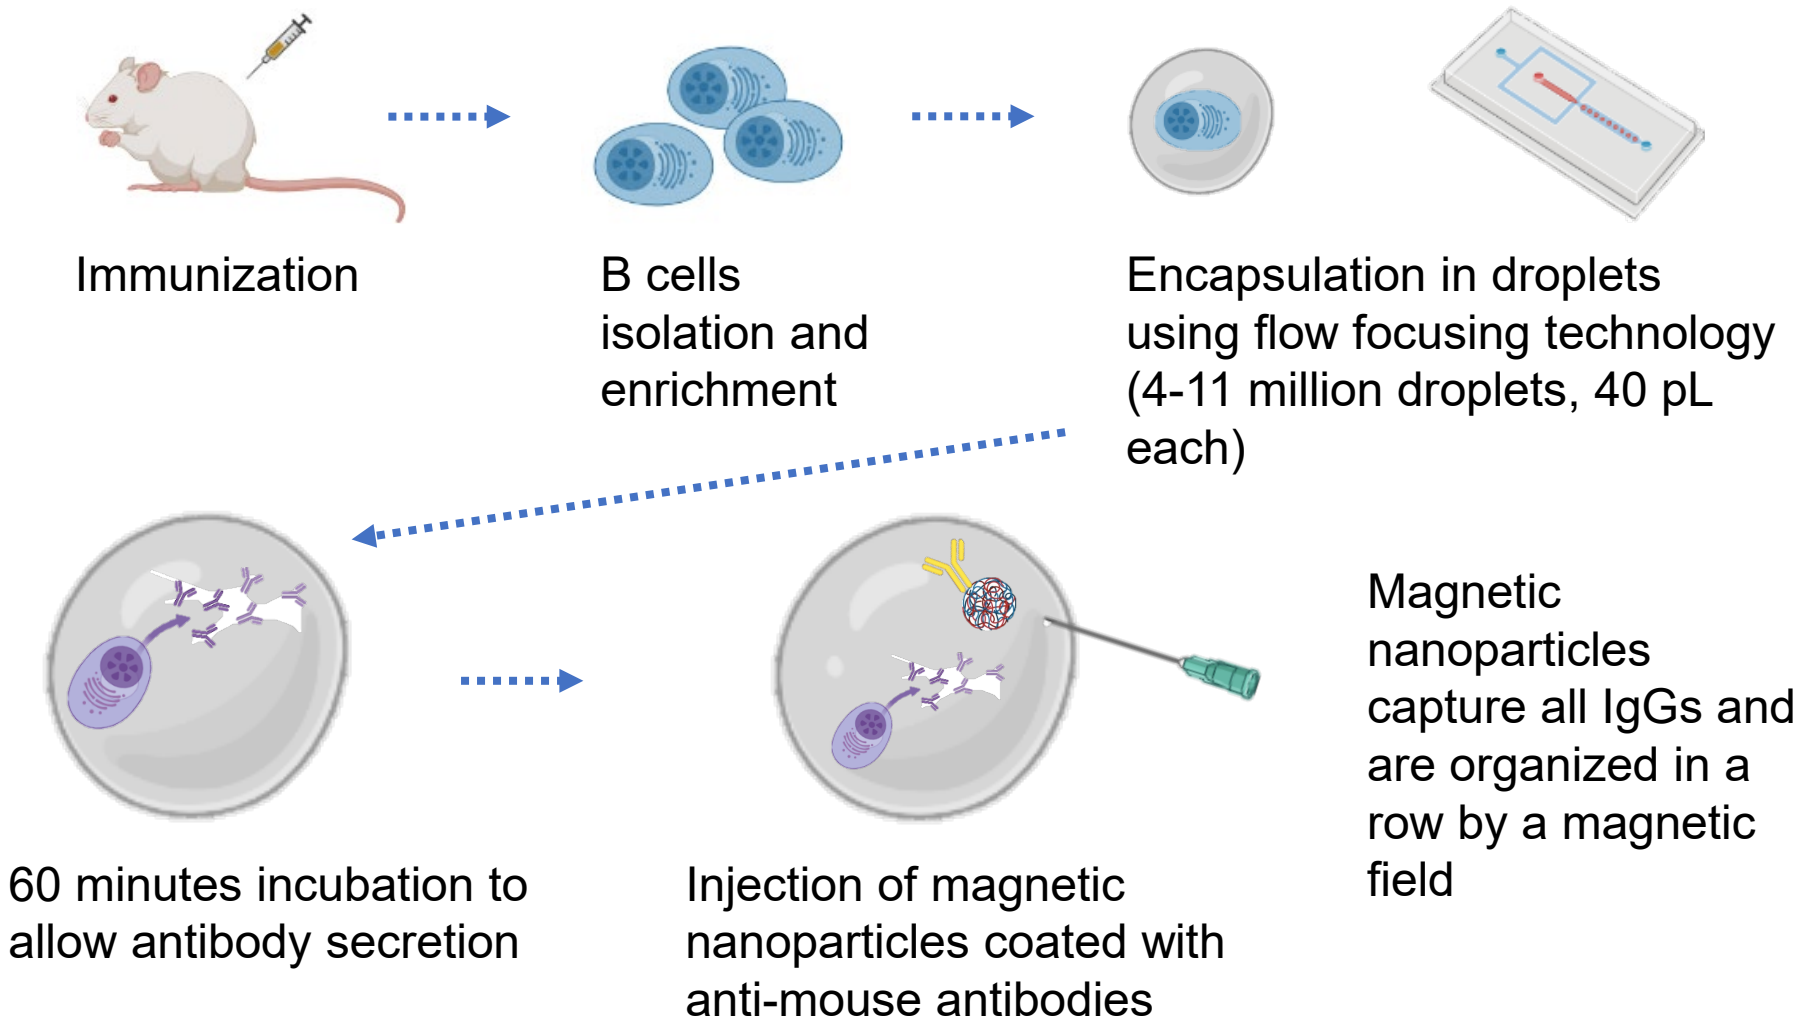 Immunization
B cells
isolation and
enrichment
Encapsulation in droplets
using flow focusing technology
(4-11 million droplets, 40 pL
each)
60 minutes incubation to
allow antibody secretion
Injection of magnetic
nanoparticles coated with
anti-mouse antibodies
Magnetic
nanoparticles
capture all IgGs and
are organized in a
row by a magnetic
field